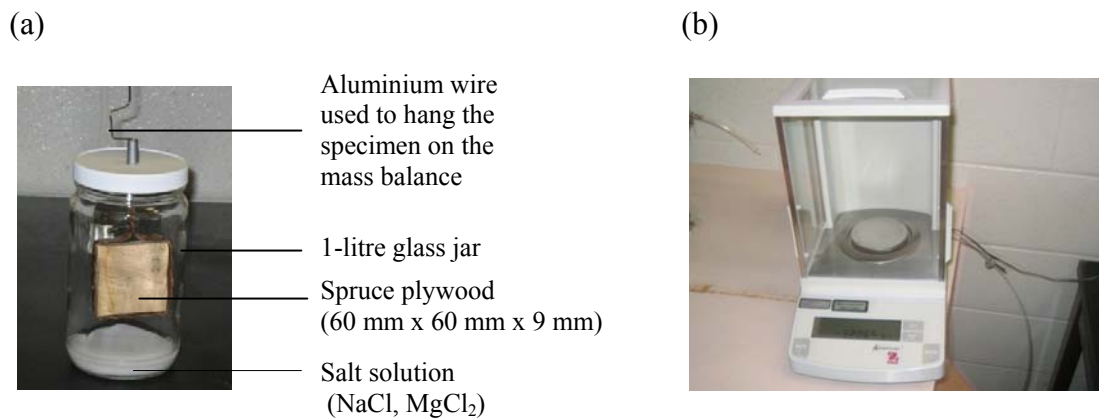 (a)
(b)
Aluminium wire
used to hang the
specimen on the
mass balance
1-litre glass jar
Spruce plywood
(60 mm x 60 mm x 9 mm)
Salt solution
(NaCl, MgCl₂)